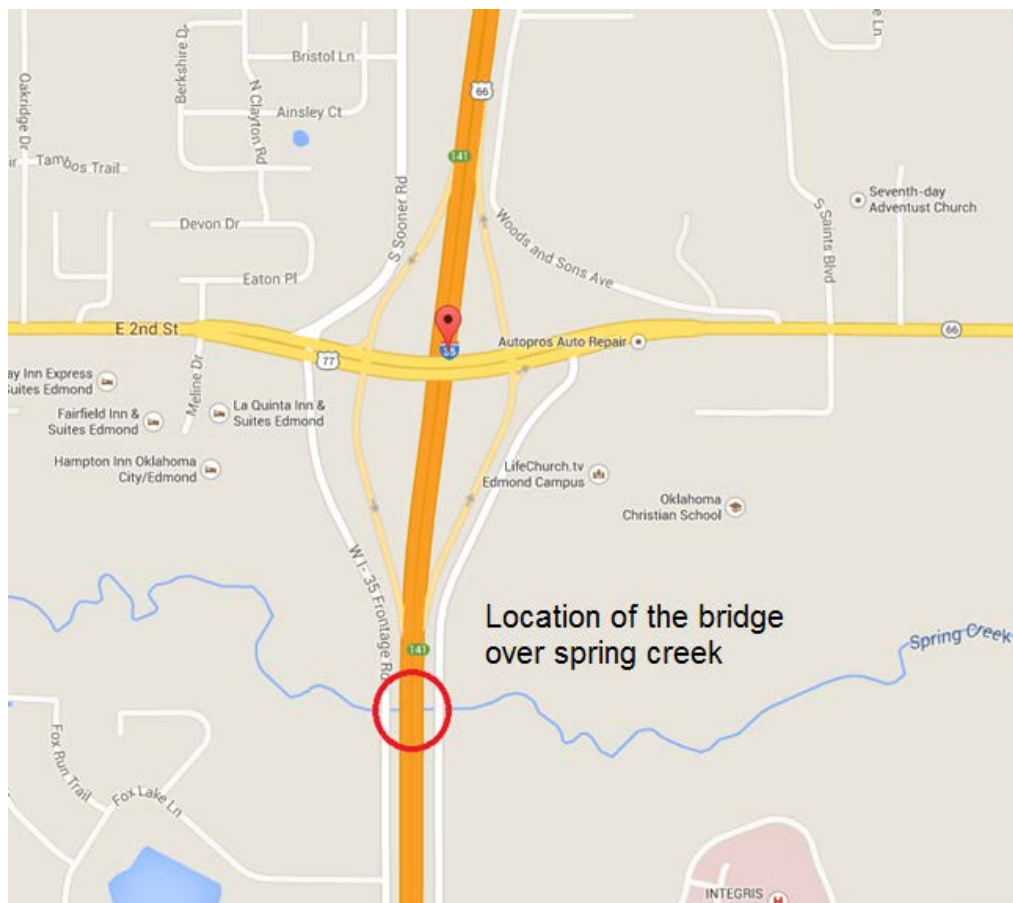 Bristol Ln
Berkshire D
Oakridge Dr
N Clayton Rd
66
Ainsley Ct
141
Tam
oos Trail
S Sooner Rd
Seventh-day
Adventust Church
S Saints Blvd
Devon Dr
Woods and Sons Ave
Eaton Pl
E 2nd St
35
66
Autopros Auto Repair
77
ay Inn Express
Suites Edmond
Meline Dr
La Quinta Inn &
Suites Edmond
Fairfield Inn &
Suites Edmond
Hampton Inn Oklahoma
City/Edmond
LifeChurch.tv
Edmond Campus
Oklahoma
Christian School
W I- 35 Frontage Rd
Location of the bridge
over spring creek
Spring Creek
141
Fox Run Trail
Fox Lake Ln
INTEGRIS
H